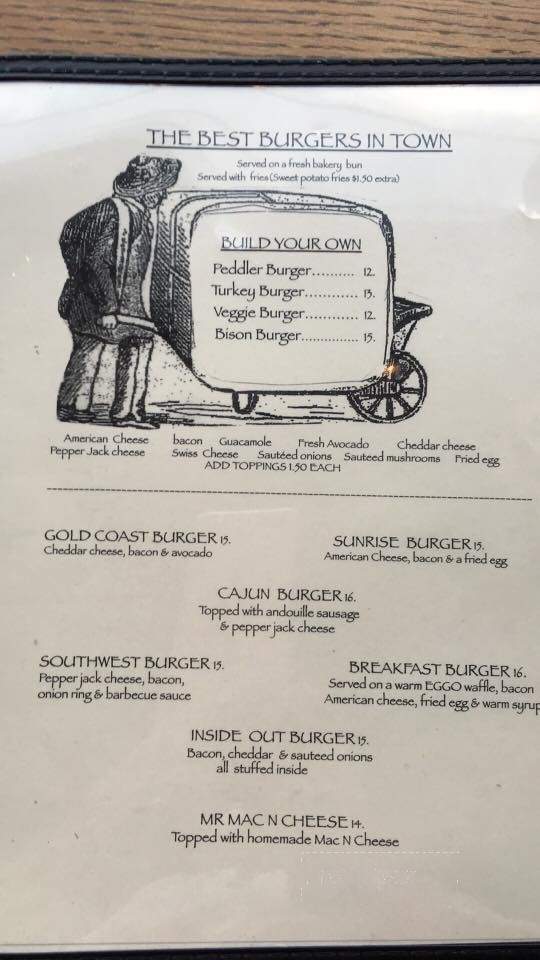 THE BEST BURGERS IN TOWN
Served on a fresh bakery bun
Served with fries (Sweet potato fries $1.50 extra)
BUILD YOUR OWN
Peddler Burger.......... 12.
Turkey Burger............ 13.
Veggie Burger............ 12.
Bison Burger............... 15.
American Cheese bacon Guacamole Fresh Avocado Cheddar cheese
Pepper Jack cheese Swiss Cheese Sautéed onions Sauteed mushrooms Fried egg
ADD TOPPINGS 1.50 EACH
GOLD COAST BURGER 15.
Cheddar cheese, bacon & avocado
SUNRISE BURGER 15.
American Cheese, bacon & a fried egg
CAJUN BURGER 16.
Topped with andouille sausage
& pepper jack cheese
SOUTHWEST BURGER 15.
Pepper jack cheese, bacon,
onion ring & barbecue sauce
BREAKFAST BURGER 16.
Served on a warm EGGO waffle, bacon
American cheese, fried egg & warm syrup
INSIDE OUT BURGER 15.
Bacon, cheddar & sauteed onions
all stuffed inside
MR MAC N CHEESE 14.
Topped with homemade Mac N Cheese